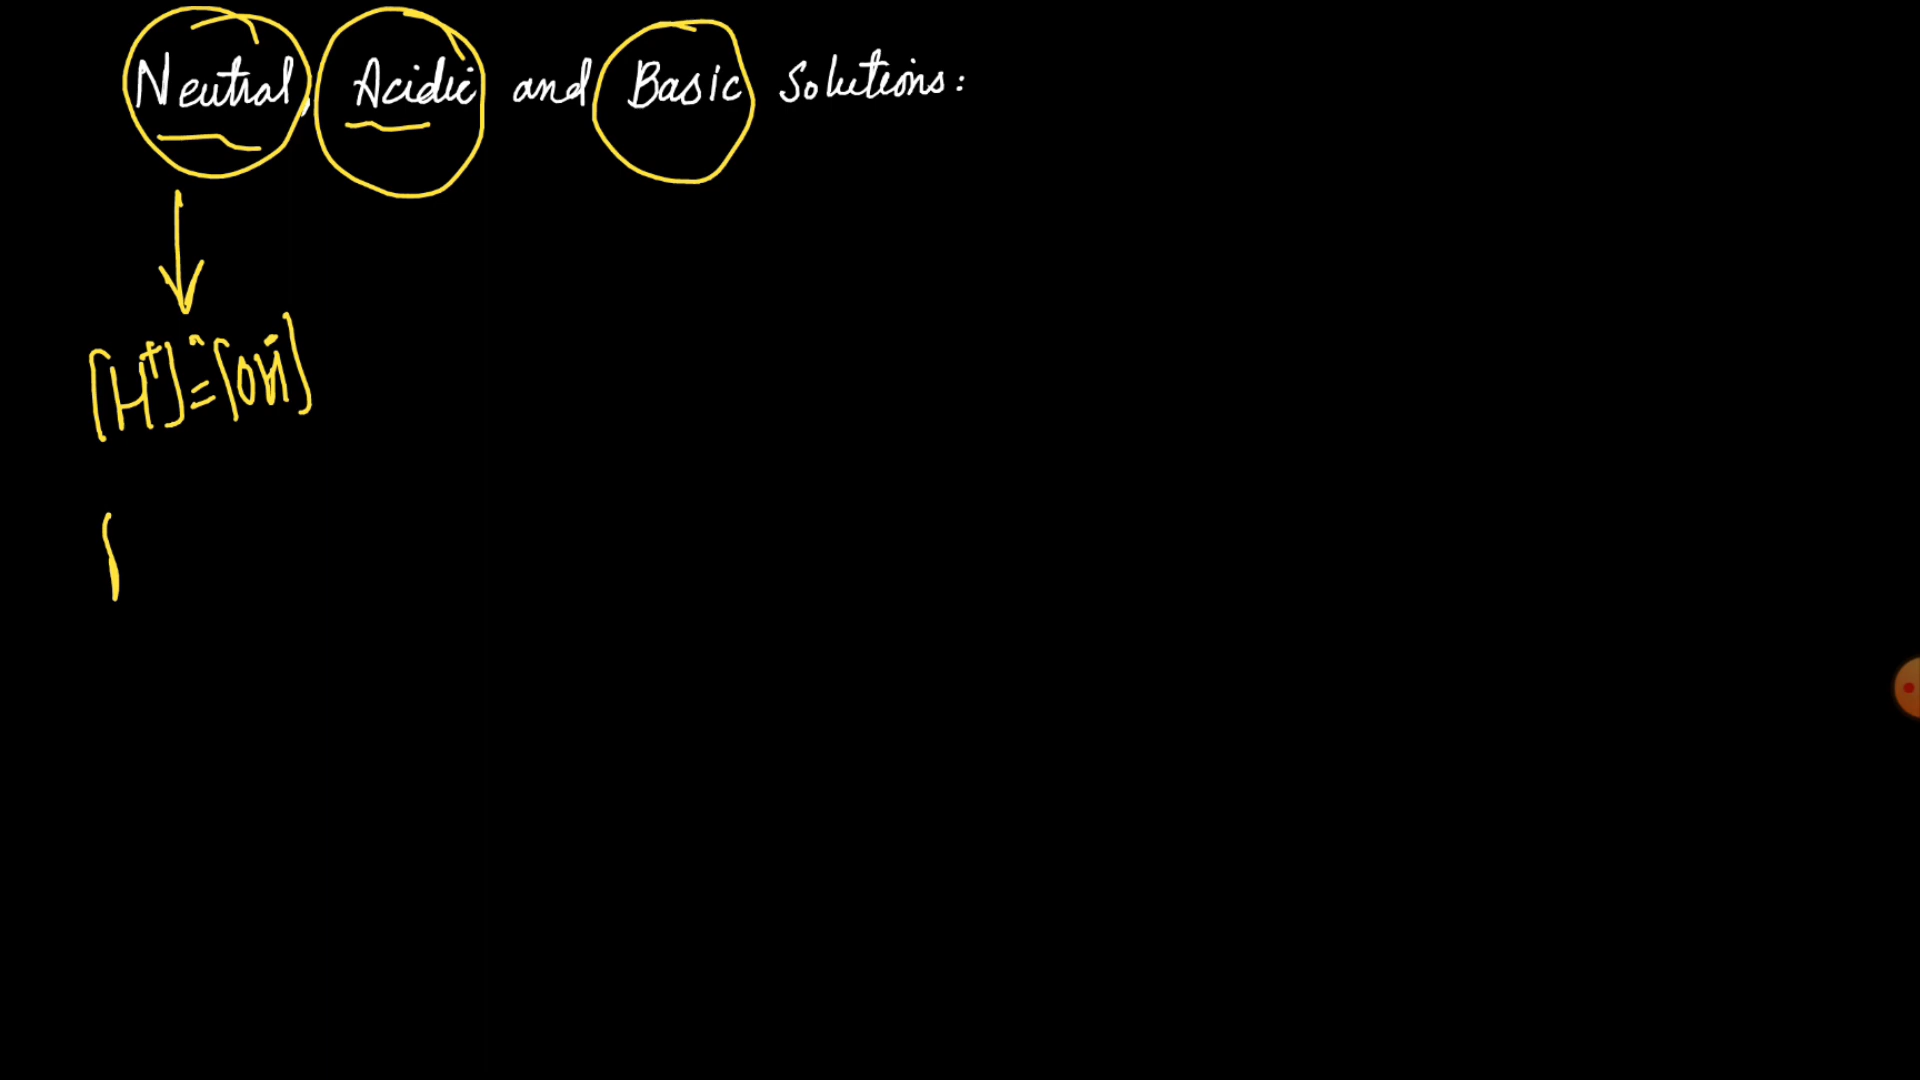 Neutral, Acidic and Basic Solutions:
[H⁺] = [OH⁻]
[